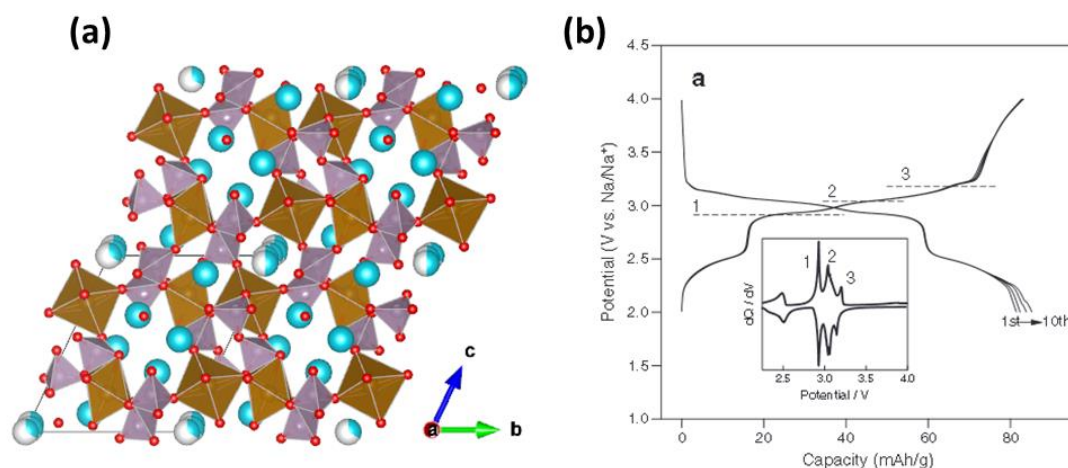 (a)
c
a
b
(b)
a
4.5
4.0
3.5
3.0
2.5
2.0
1.5
1.0
Potential (V vs. Na/Na⁺)
1
2
3
1st→10th
1
2
3
dQ / dV
2.5 3.0 3.5 4.0
Potential / V
0 20 40 60 80
Capacity (mAh/g)